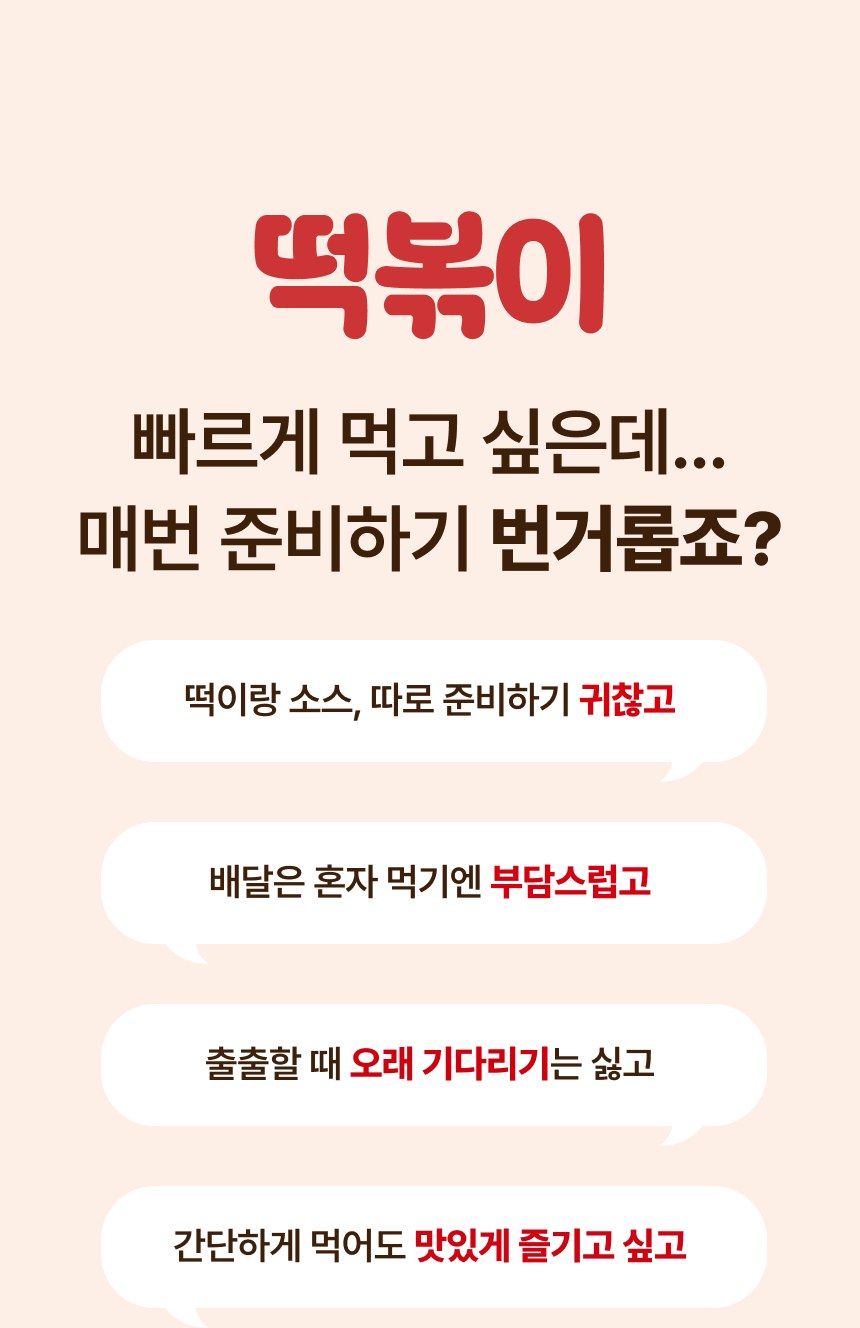 떡볶이
빠르게 먹고 싶은데...
매번 준비하기 번거롭죠?
떡이랑 소스, 따로 준비하기 귀찮고
배달은 혼자 먹기엔 부담스럽고
출출할 때 오래 기다리기는 싫고
간단하게 먹어도 맛있게 즐기고 싶고